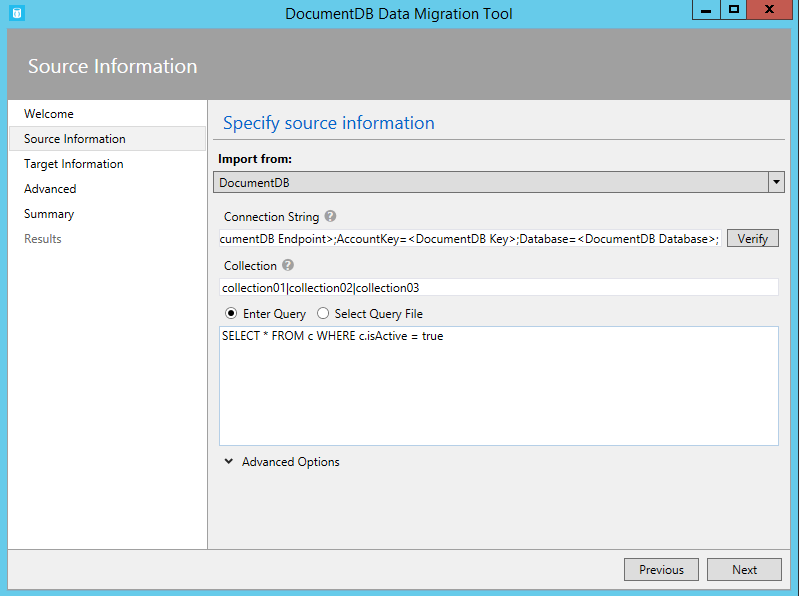 DocumentDB Data Migration Tool
Source Information
Welcome
Source Information
Target Information
Advanced
Summary
Results
Specify source information
Import from:
DocumentDB
Connection String ?
cumentDB Endpoint>;AccountKey=<DocumentDB Key>;Database=<DocumentDB Database>;
Verify
Collection ?
collection01|collection02|collection03
Enter Query Select Query File
SELECT * FROM c WHERE c.isActive = true
Advanced Options
Previous Next